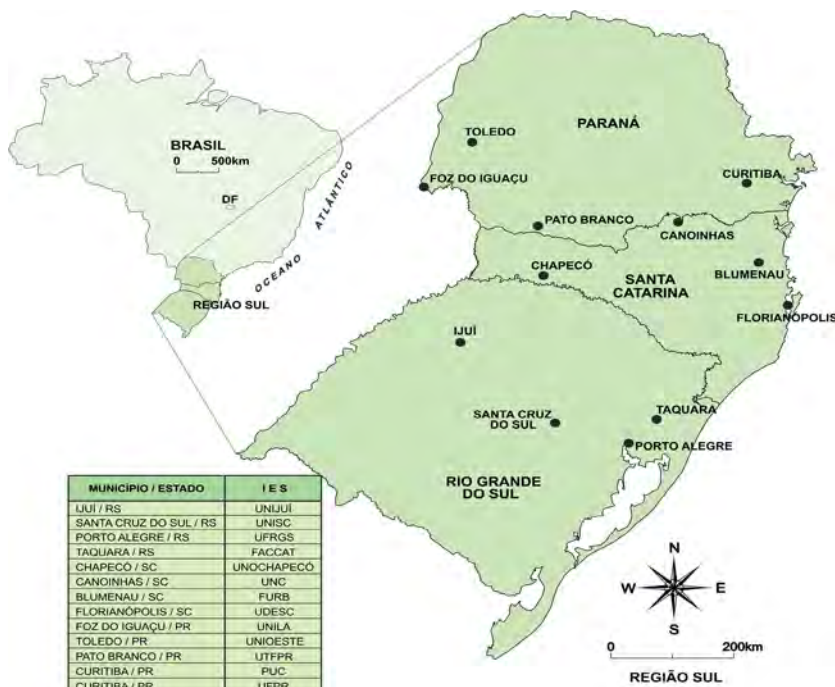 BRASIL
0 500km
DF
OCEANO ATLÂNTICO
REGIÃO SUL
PARANÁ
TOLEDO
FOZ DO IGUAÇU
CURITIBA
PATO BRANCO
CANOINHAS
CHAPECÓ
SANTA
CATARINA
BLUMENAU
FLORIANÓPOLIS
IJUÍ
SANTA CRUZ
DO SUL
TAQUARA
PORTO ALEGRE
RIO GRANDE
DO SUL
MUNICÍPIO / ESTADO I E S
IJUÍ / RS UNIJUÍ
SANTA CRUZ DO SUL / RS UNISC
PORTO ALEGRE / RS UFRGS
TAQUARA / RS FACCAT
CHAPECÓ / SC UNOCHAPECÓ
CANOINHAS / SC UNC
BLUMENAU / SC FURB
FLORIANÓPOLIS / SC UDESC
FOZ DO IGUAÇU / PR UNILA
TOLEDO / PR UNIOESTE
PATO BRANCO / PR UTFPR
CURITIBA / PR PUC
CURITIBA / PR UFPR
N
W E
S
0 200km
REGIÃO SUL